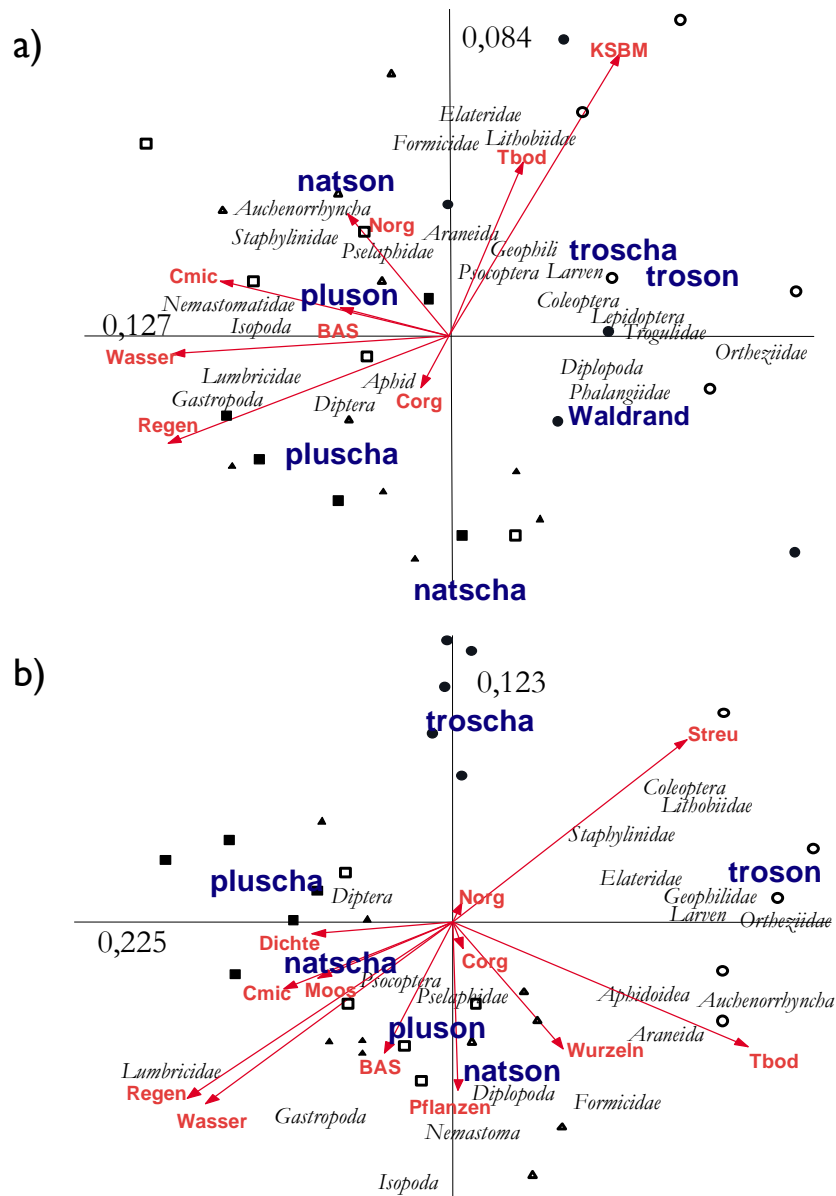 a)
0,084
KSBM
Elateridae
Formicidae Lithobiidae
Tbod
natson
Auchenorrhyncha
Norg
Staphylinidae
Araneida
Pselaphidae
Geophili
troscha
Psocoptera Larven
troson
Cmic
Nemastomatidae
pluson
Coleoptera
Lepidoptera
0,127
Isopoda
BAS
Trogulidae
Wasser
Ortheziidae
Lumbricidae
Aphid
Diplopoda
Gastropoda
Diptera
Corg
Phalangiidae
Regen
Waldrand
pluscha
natscha
b)
0,123
troscha
Streu
Coleoptera
Lithobiidae
Staphylinidae
pluscha
Diptera
Elateridae
troson
Norg
Geophilidae
Larven
Ortheziidae
0,225
Dichte
natscha
Corg
Cmic
Moos
Psocoptera
Pselaphidae
Aphidoidea
Auchenorrhyncha
pluson
Araneida
Wurzeln
Tbod
Lumbricidae
BAS
natson
Regen
Wasser
Pflanzen
Diplopoda
Formicidae
Gastropoda
Nemastoma
Isopoda